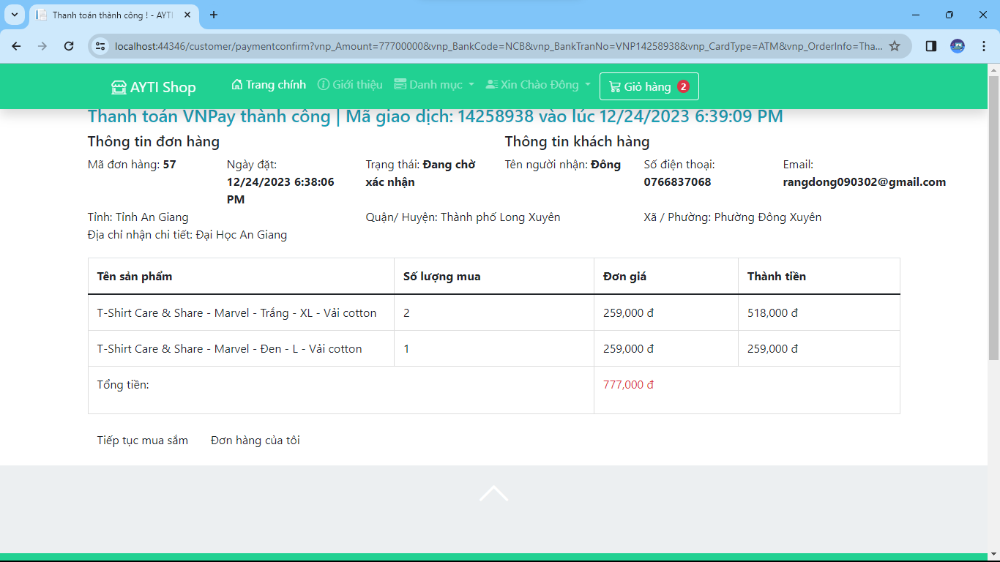 Thanh toán thành công ! - AYTI
localhost:44346/customer/paymentconfirm?vnp_Amount=77700000&vnp_BankCode=NCB&vnp_BankTranNo=VNP14258938&vnp_CardType=ATM&vnp_OrderInfo=Tha...
AYTI Shop Trang chính Giới thiệu Danh mục Xin Chào Đông Giỏ hàng 2
Thanh toán VNPay thành công | Mã giao dịch: 14258938 vào lúc 12/24/2023 6:39:09 PM
Thông tin đơn hàng Thông tin khách hàng
Mã đơn hàng: 57 Ngày đặt: Trạng thái: Đang chờ Tên người nhận: Đông Số điện thoại: Email:
12/24/2023 6:38:06 xác nhận 0766837068 rangdong090302@gmail.com
PM
Tỉnh: Tỉnh An Giang Quận/ Huyện: Thành phố Long Xuyên Xã / Phường: Phường Đông Xuyên
Địa chỉ nhận chi tiết: Đại Học An Giang
Tên sản phẩm Số lượng mua Đơn giá Thành tiền
T-Shirt Care & Share - Marvel - Trắng - XL - Vải cotton 2 259,000 đ 518,000 đ
T-Shirt Care & Share - Marvel - Đen - L - Vải cotton 1 259,000 đ 259,000 đ
Tổng tiền: 777,000 đ
Tiếp tục mua sắm Đơn hàng của tôi